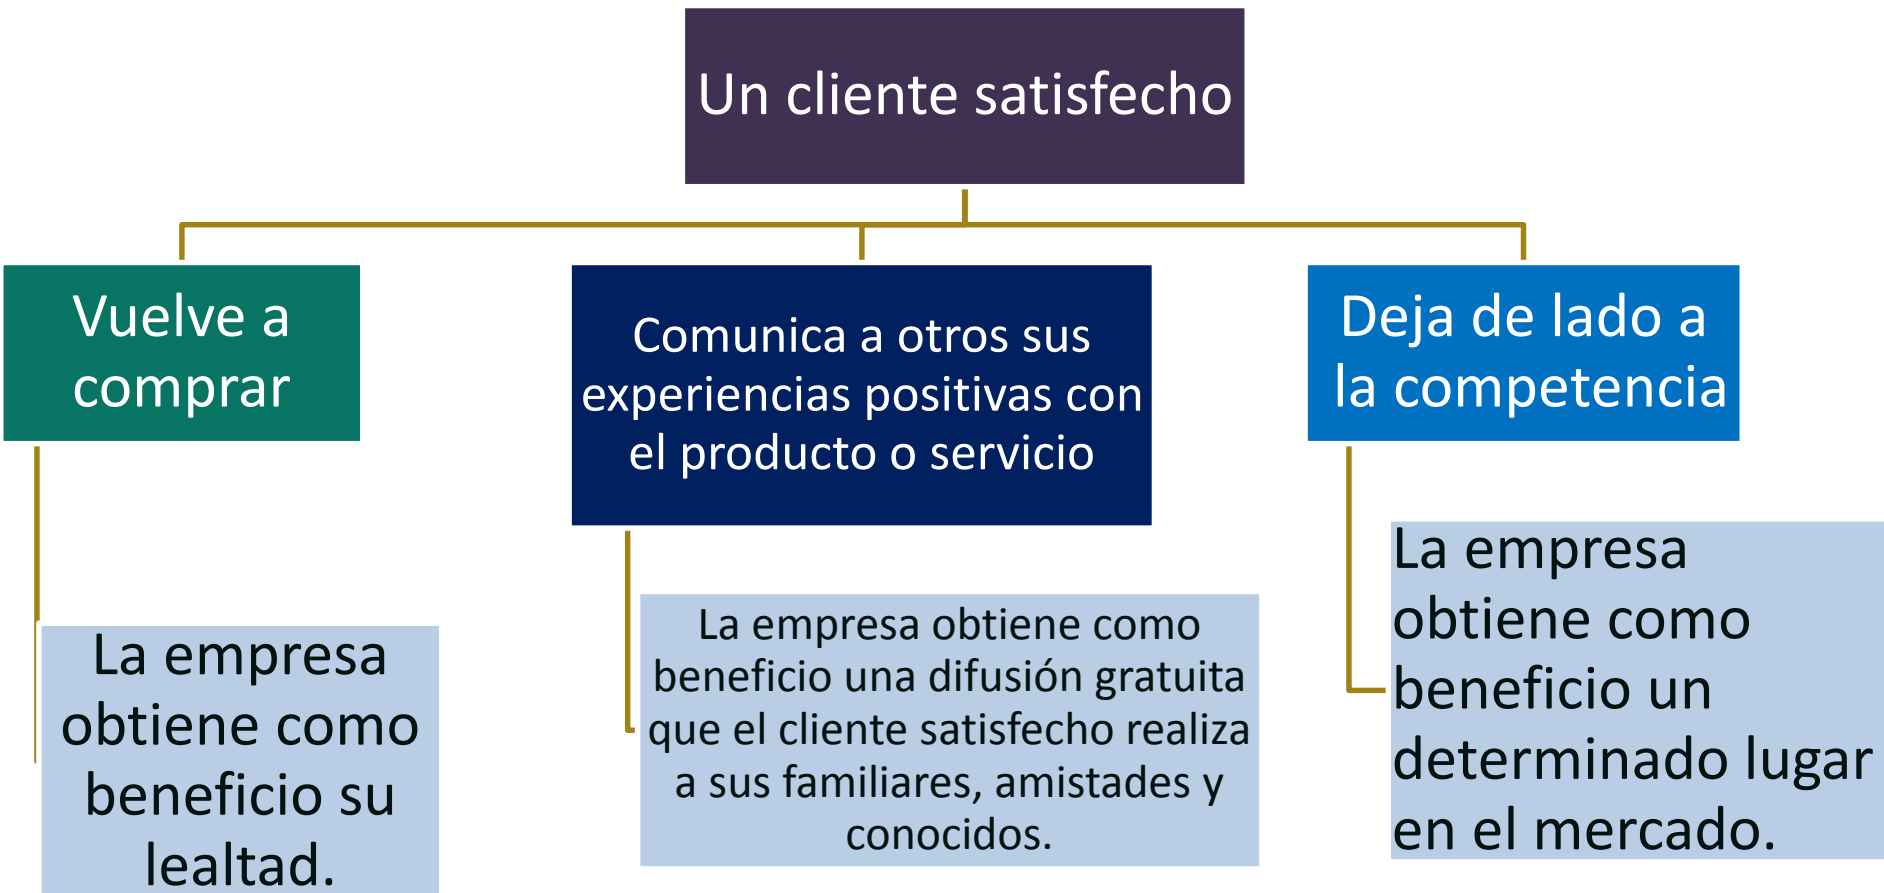 Un cliente satisfecho
Vuelve a
comprar
Comunica a otros sus
experiencias positivas con
el producto o servicio
Deja de lado a
la competencia
La empresa
obtiene como
beneficio su
lealtad.
La empresa obtiene como
beneficio una difusión gratuita
que el cliente satisfecho realiza
a sus familiares, amistades y
conocidos.
La empresa
obtiene como
beneficio un
determinado lugar
en el mercado.